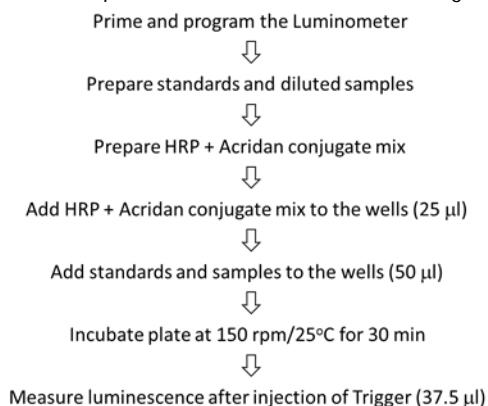 Prime and program the Luminometer
⇩
Prepare standards and diluted samples
⇩
Prepare HRP + Acridan conjugate mix
⇩
Add HRP + Acridan conjugate mix to the wells (25 µl)
⇩
Add standards and samples to the wells (50 µl)
⇩
Incubate plate at 150 rpm/25°C for 30 min
⇩
Measure luminescence after injection of Trigger (37.5 µl)